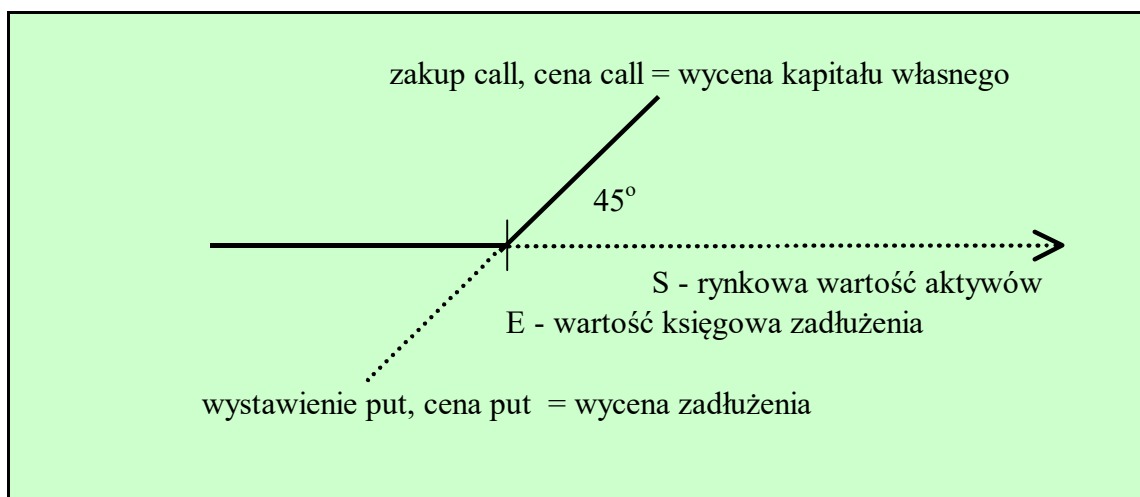 zakup call, cena call = wycena kapitału własnego
45º
S - rynkowa wartość aktywów
E - wartość księgowa zadłużenia
wystawienie put, cena put = wycena zadłużenia